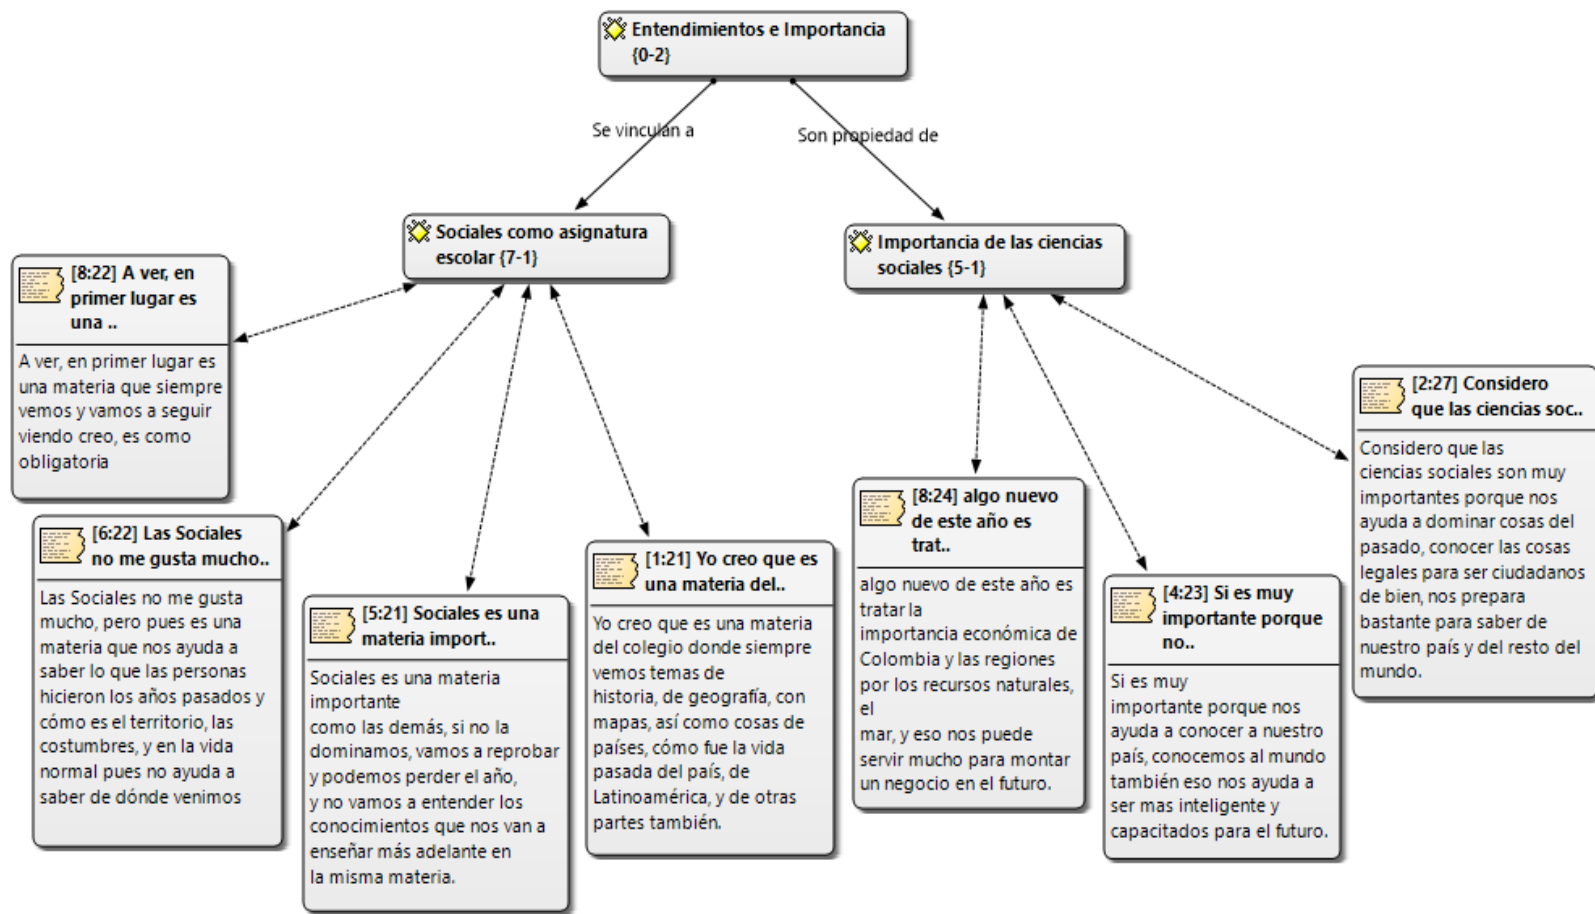 Entendimientos e Importancia
{0-2}
Se vinculan a
Son propiedad de
Sociales como asignatura
escolar {7-1}
Importancia de las ciencias
sociales {5-1}
[8:22] A ver, en
primer lugar es
una ..
A ver, en primer lugar es
una materia que siempre
vemos y vamos a seguir
viendo creo, es como
obligatoria
[6:22] Las Sociales
no me gusta mucho..
Las Sociales no me gusta
mucho, pero pues es una
materia que nos ayuda a
saber lo que las personas
hicieron los años pasados y
cómo es el territorio, las
costumbres, y en la vida
normal pues no ayuda a
saber de dónde venimos
[5:21] Sociales es una
materia import..
Sociales es una materia
importante
como las demás, si no la
dominamos, vamos a reprobar
y podemos perder el año,
y no vamos a entender los
conocimientos que nos van a
enseñar más adelante en
la misma materia.
[1:21] Yo creo que es
una materia del..
Yo creo que es una materia
del colegio donde siempre
vemos temas de
historia, de geografía, con
mapas, así como cosas de
países, cómo fue la vida
pasada del país, de
Latinoamérica, y de otras
partes también.
[8:24] algo nuevo
de este año es
trat..
algo nuevo de este año es
tratar la
importancia económica de
Colombia y las regiones
por los recursos naturales,
el
mar, y eso nos puede
servir mucho para montar
un negocio en el futuro.
[4:23] Si es muy
importante porque
no..
Si es muy
importante porque nos
ayuda a conocer a nuestro
país, conocemos al mundo
también eso nos ayuda a
ser mas inteligente y
capacitados para el futuro.
[2:27] Considero
que las ciencias soc..
Considero que las
ciencias sociales son muy
importantes porque nos
ayuda a dominar cosas del
pasado, conocer las cosas
legales para ser ciudadanos
de bien, nos prepara
bastante para saber de
nuestro país y del resto del
mundo.